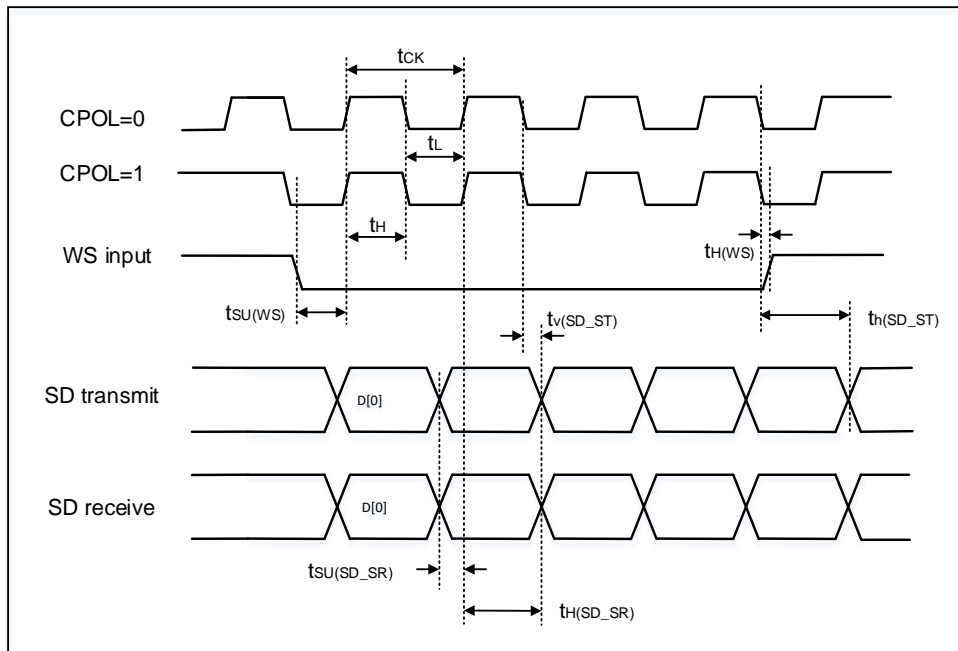 tCK
CPOL=0
tL
CPOL=1
tH
tH(WS)
WS input
tSU(WS)
tv(SD_ST)
th(SD_ST)
SD transmit
D[0]
SD receive
D[0]
tSU(SD_SR)
tH(SD_SR)